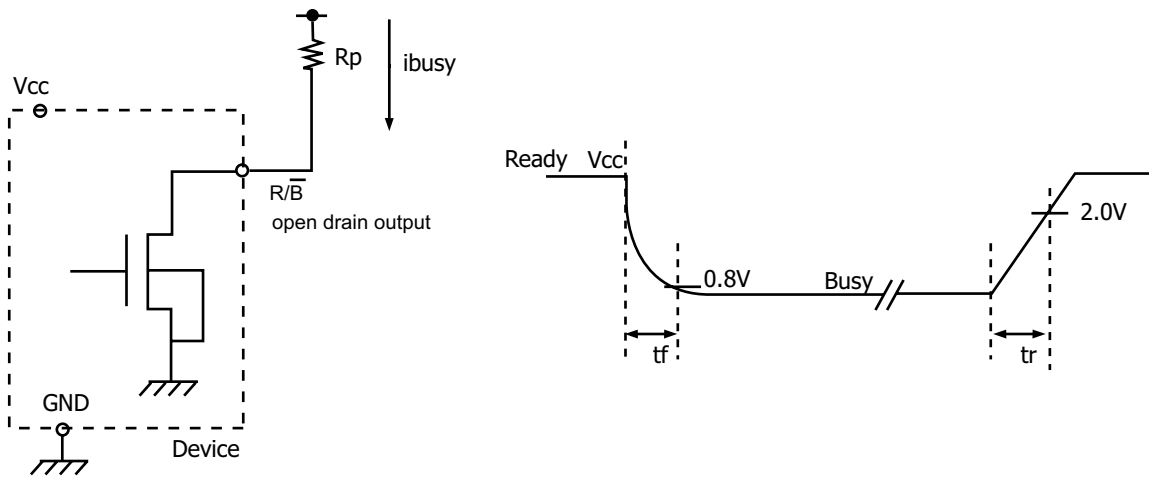 Rp
ibusy
Vcc
R/B̅
open drain output
GND
Device
Ready Vcc
2.0V
0.8V
Busy
tf
tr